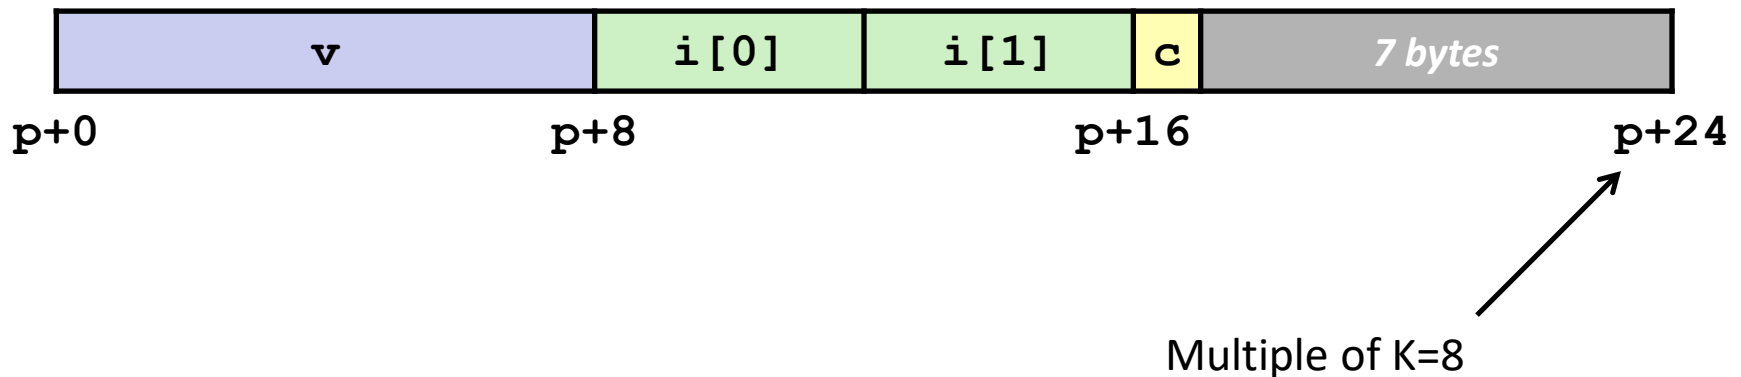 v i[0] i[1] c 7 bytes
p+0 p+8 p+16 p+24
Multiple of K=8